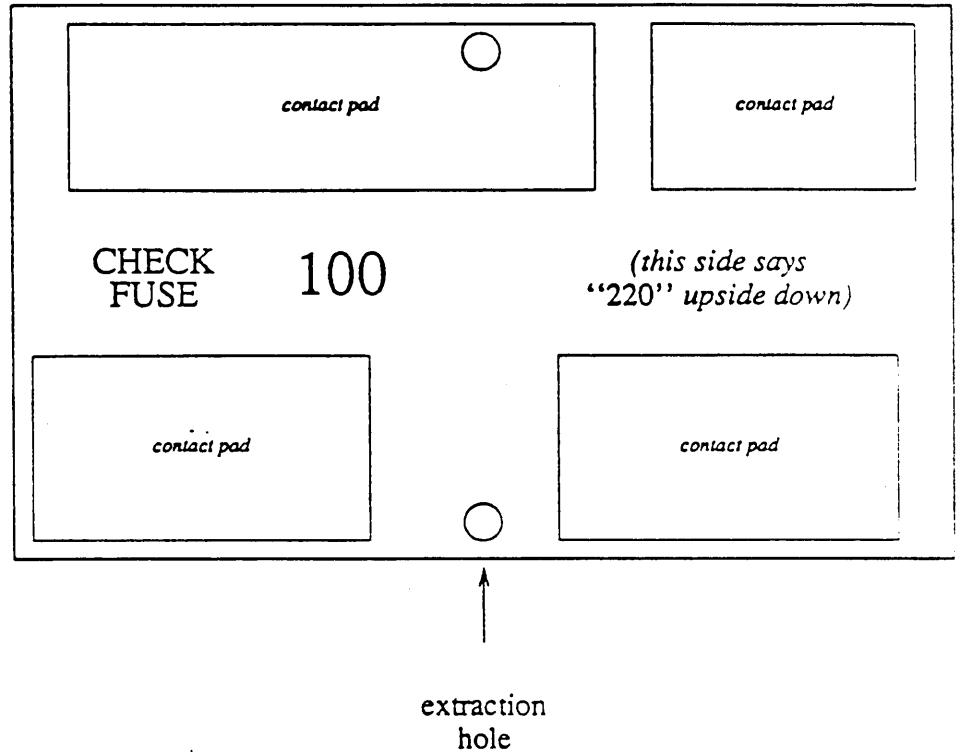 contact pad
contact pad
CHECK
FUSE
100
(this side says
“220” upside down)
contact pad
contact pad
extraction
hole